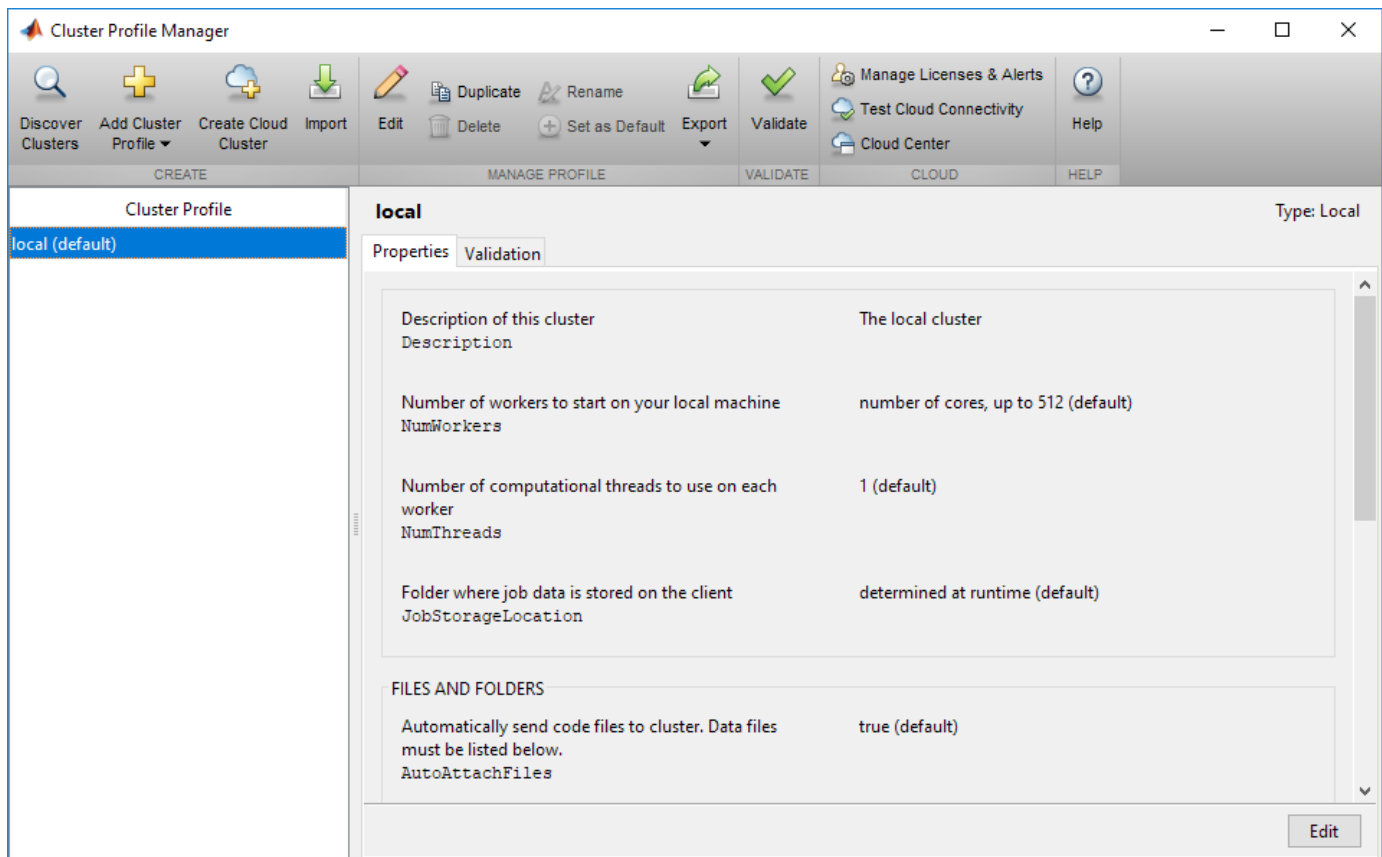 Cluster Profile Manager
Discover Clusters
Add Cluster Profile
Create Cloud Cluster
Import
CREATE
Edit
Duplicate
Delete
Rename
Set as Default
Export
MANAGE PROFILE
Validate
VALIDATE
Manage Licenses & Alerts
Test Cloud Connectivity
Cloud Center
CLOUD
Help
HELP
Cluster Profile
local (default)
local
Type: Local
Properties
Validation
Description of this cluster
Description
The local cluster
Number of workers to start on your local machine
NumWorkers
number of cores, up to 512 (default)
Number of computational threads to use on each
worker
NumThreads
1 (default)
Folder where job data is stored on the client
JobStorageLocation
determined at runtime (default)
FILES AND FOLDERS
Automatically send code files to cluster. Data files
must be listed below.
AutoAttachFiles
true (default)
Edit